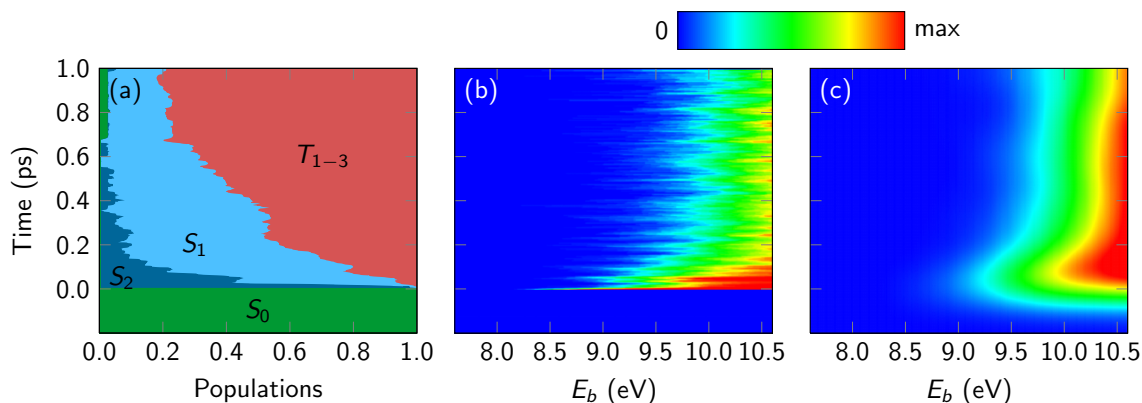 0 max
(a) (b) (c)
Time (ps)
1.0
0.8
0.6
0.4
0.2
0.0
T1−3
S1
S2
S0
0.0 0.2 0.4 0.6 0.8 1.0
Populations
8.0 8.5 9.0 9.5 10.0 10.5
E_b (eV)
8.0 8.5 9.0 9.5 10.0 10.5
E_b (eV)